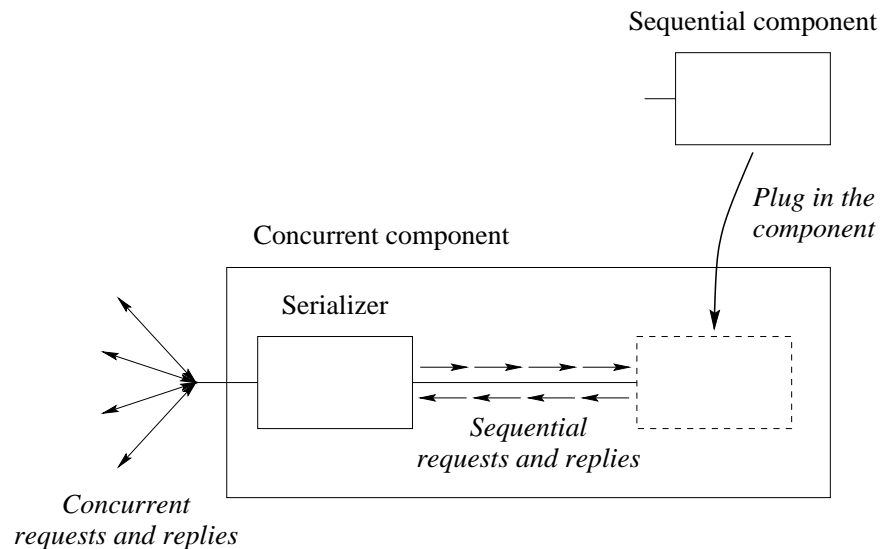 Sequential component
Plug in the
component
Concurrent component
Serializer
Sequential
requests and replies
Concurrent
requests and replies